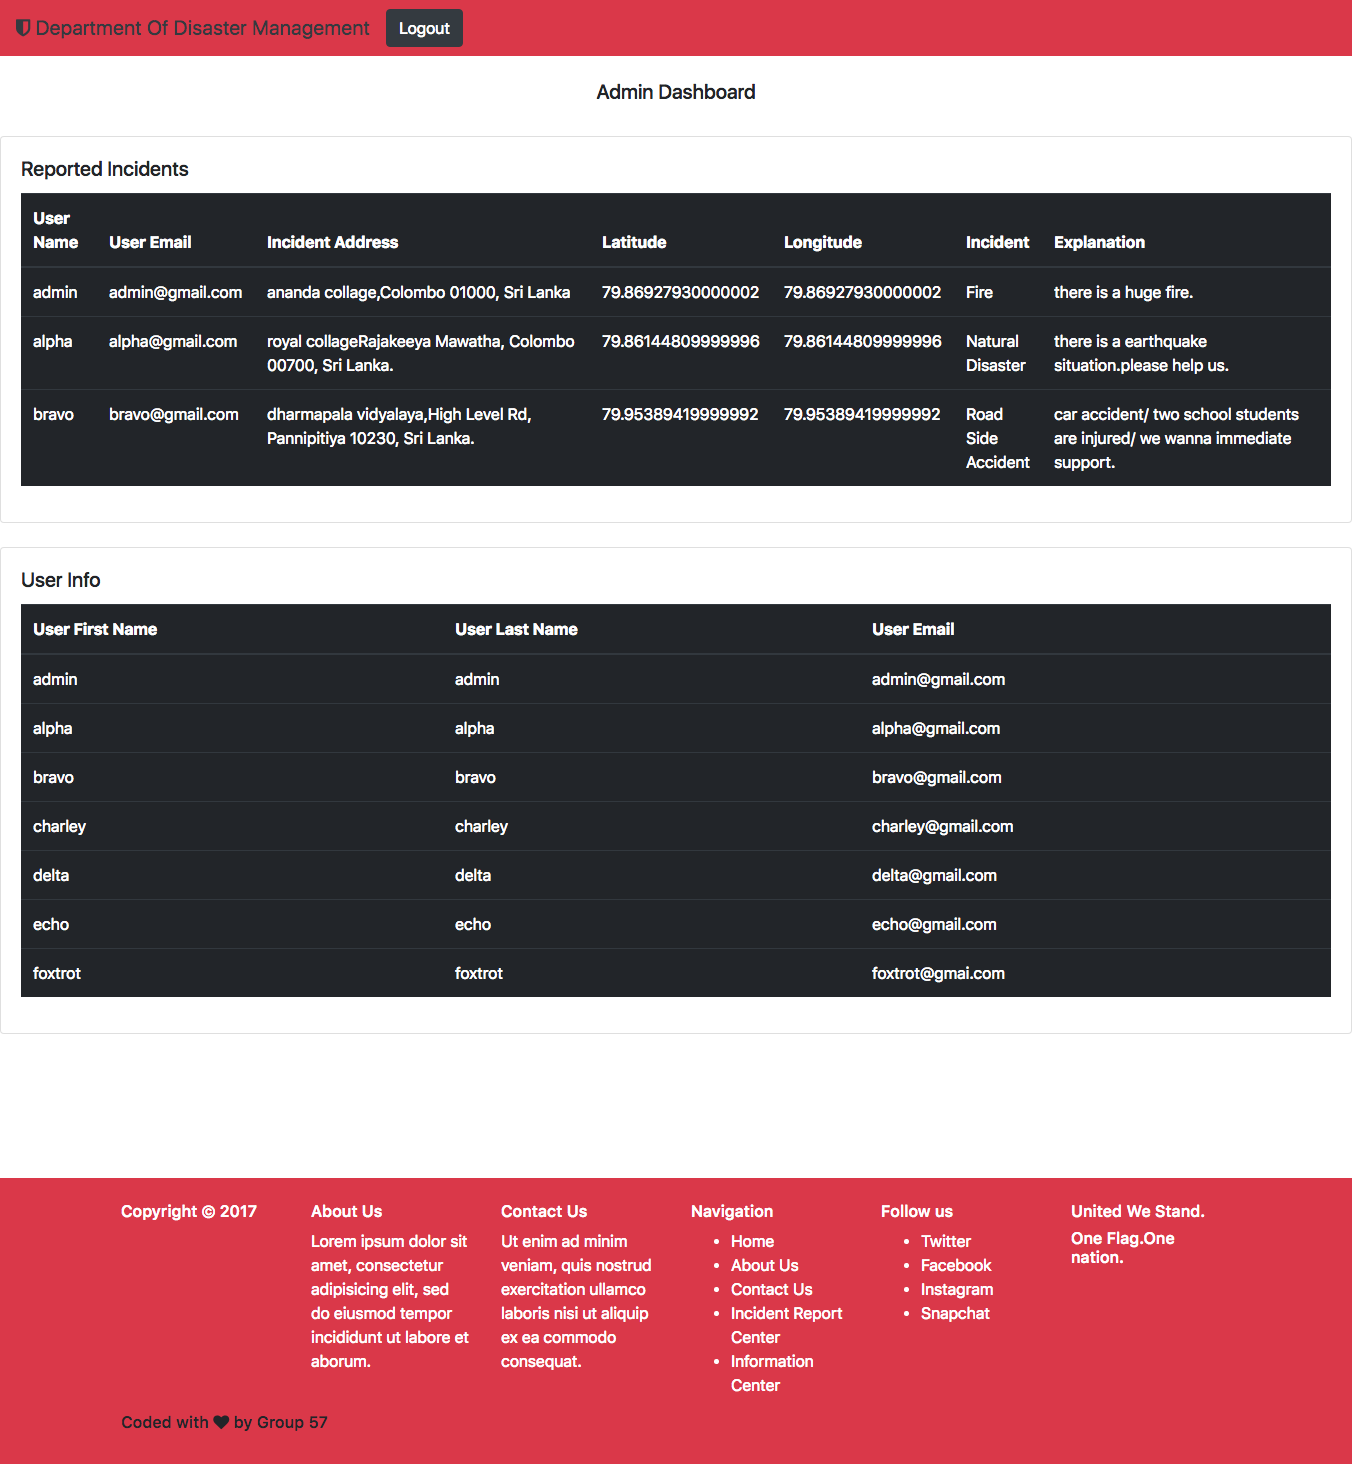 Department Of Disaster Management Logout
Admin Dashboard
Reported Incidents
User Name User Email Incident Address Latitude Longitude Incident Explanation
admin admin@gmail.com ananda collage,Colombo 01000, Sri Lanka 79.86927930000002 79.86927930000002 Fire there is a huge fire.
alpha alpha@gmail.com royal collageRajakeeya Mawatha, Colombo 79.86144809999996 79.86144809999996 Natural there is a earthquake
00700, Sri Lanka. Disaster situation.please help us.
bravo bravo@gmail.com dharmapala vidyalaya,High Level Rd, 79.95389419999992 79.95389419999992 Road car accident/ two school students
Pannipitiya 10230, Sri Lanka. Side are injured/ we wanna immediate
Accident support.
User Info
User First Name User Last Name User Email
admin admin admin@gmail.com
alpha alpha alpha@gmail.com
bravo bravo bravo@gmail.com
charley charley charley@gmail.com
delta delta delta@gmail.com
echo echo echo@gmail.com
foxtrot foxtrot foxtrot@gmai.com
Copyright © 2017
About Us
Lorem ipsum dolor sit
amet, consectetur
adipisicing elit, sed
do eiusmod tempor
incididunt ut labore et
aborum.
Contact Us
Ut enim ad minim
veniam, quis nostrud
exercitation ullamco
laboris nisi ut aliquip
ex ea commodo
consequat.
Navigation
• Home
• About Us
• Contact Us
• Incident Report
Center
• Information
Center
Follow us
• Twitter
• Facebook
• Instagram
• Snapchat
United We Stand.
One Flag.One
nation.
Coded with ♥ by Group 57